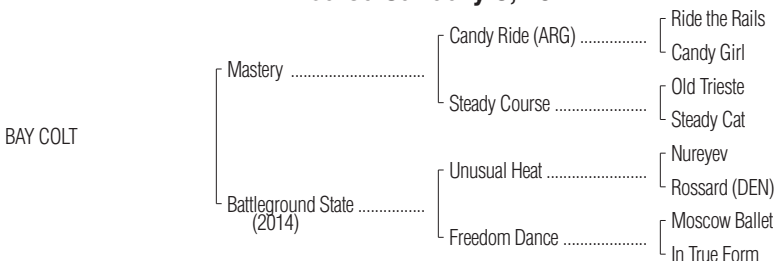 Ride the Rails
Candy Ride (ARG) ...................
Candy Girl
Mastery ......................................
Old Trieste
Steady Course ..........................
Steady Cat
BAY COLT
Nureyev
Unusual Heat ............................
Rossard (DEN)
Battleground State ...................
(2014)
Moscow Ballet
Freedom Dance ........................
In True Form